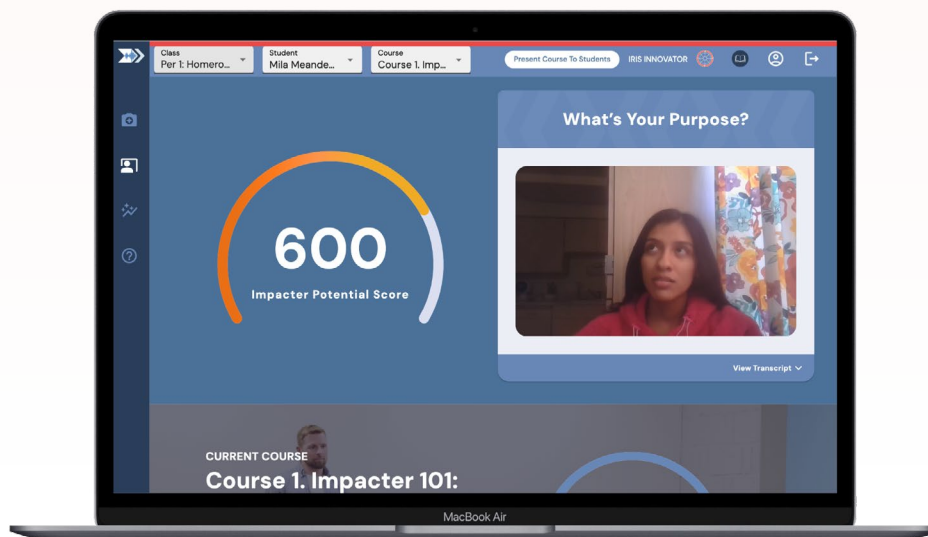 Class
Per 1: Homero...
Student
Mila Meande...
Course
Course 1. Imp...
Present Course To Students
IRIS INNOVATOR
What's Your Purpose?
600
Impacter Potential Score
View Transcript
CURRENT COURSE
Course 1. Impacter 101:
MacBook Air